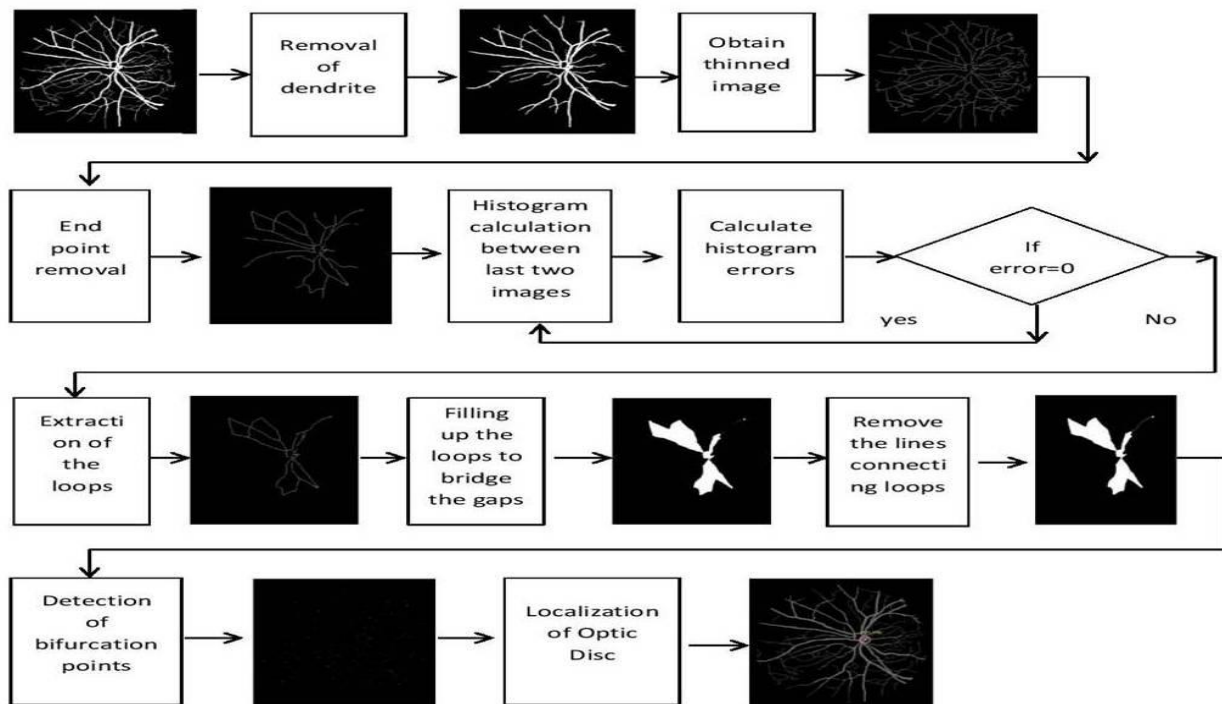 Removal
of
dendrite
Obtain
thinned
image
End
point
removal
Histogram
calculation
between
last two
images
Calculate
histogram
errors
If
error=0
yes
No
Extracti
on of
the
loops
Filling
up the
loops to
bridge
the gaps
Remove
the lines
connecti
ng loops
Detection
of
bifurcation
points
Localization
of Optic
Disc